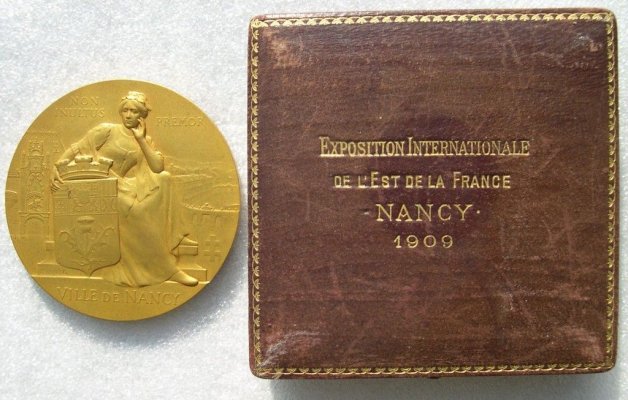 NON
INULTUS PREMOR
VILLE DE NANCY
EXPOSITION INTERNATIONALE
DE L'EST DE LA FRANCE
·NANCY·
1909